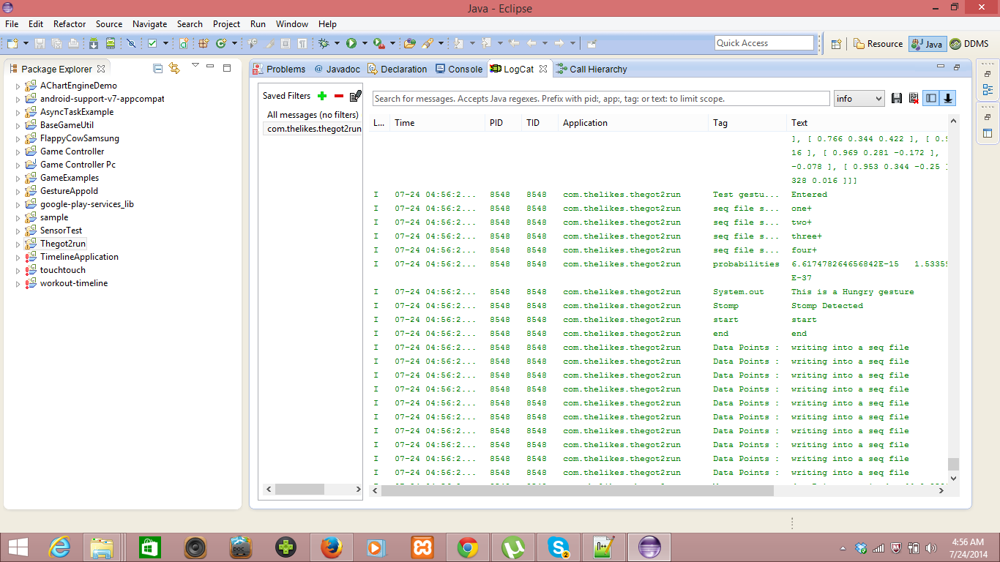 Java - Eclipse
File Edit Refactor Source Navigate Search Project Run Window Help
Quick Access Resource Java DDMS
Package Explorer
AChartEngineDemo
android-support-v7-appcompat
AsyncTaskExample
BaseGameUtil
FlappyCowSamsung
Game Controller
Game Controller Pc
GameExamples
GestureAppold
google-play-services_lib
sample
SensorTest
Thegot2run
TimelineApplication
touchtouch
workout-timeline
Problems @ Javadoc Declaration Console LogCat Call Hierarchy
Saved Filters
All messages (no filters)
com.thelikes.thegot2run
Search for messages. Accepts Java regexes. Prefix with pid:, app:, tag: or text: to limit scope. info
L... Time PID TID Application Tag Text
], [ 0.766 0.344 0.422 ], [ 0.9
16 ], [ 0.969 0.281 -0.172 ],
-0.078 ], [ 0.953 0.344 -0.25 ]
328 0.016 ]]]
I 07-24 04:56:2... 8548 8548 com.thelikes.thegot2run Test gestu... Entered
I 07-24 04:56:2... 8548 8548 com.thelikes.thegot2run seq file s... one+
I 07-24 04:56:2... 8548 8548 com.thelikes.thegot2run seq file s... two+
I 07-24 04:56:2... 8548 8548 com.thelikes.thegot2run seq file s... three+
I 07-24 04:56:2... 8548 8548 com.thelikes.thegot2run seq file s... four+
I 07-24 04:56:2... 8548 8548 com.thelikes.thegot2run probabilities 6.617478264656842E-15 1.53359
E-37
I 07-24 04:56:2... 8548 8548 com.thelikes.thegot2run System.out This is a Hungry gesture
I 07-24 04:56:2... 8548 8548 com.thelikes.thegot2run Stomp Stomp Detected
I 07-24 04:56:2... 8548 8548 com.thelikes.thegot2run start start
I 07-24 04:56:2... 8548 8548 com.thelikes.thegot2run end end
I 07-24 04:56:2... 8548 8548 com.thelikes.thegot2run Data Points : writing into a seq file
I 07-24 04:56:2... 8548 8548 com.thelikes.thegot2run Data Points : writing into a seq file
I 07-24 04:56:2... 8548 8548 com.thelikes.thegot2run Data Points : writing into a seq file
I 07-24 04:56:2... 8548 8548 com.thelikes.thegot2run Data Points : writing into a seq file
I 07-24 04:56:2... 8548 8548 com.thelikes.thegot2run Data Points : writing into a seq file
I 07-24 04:56:2... 8548 8548 com.thelikes.thegot2run Data Points : writing into a seq file
I 07-24 04:56:2... 8548 8548 com.thelikes.thegot2run Data Points : writing into a seq file
I 07-24 04:56:2... 8548 8548 com.thelikes.thegot2run Data Points : writing into a seq file
I 07-24 04:56:2... 8548 8548 com.thelikes.thegot2run Data Points : writing into a seq file
I 07-24 04:56:2... 8548 8548 com.thelikes.thegot2run Data Points : writing into a seq file
DOC
2
4:56 AM
7/24/2014